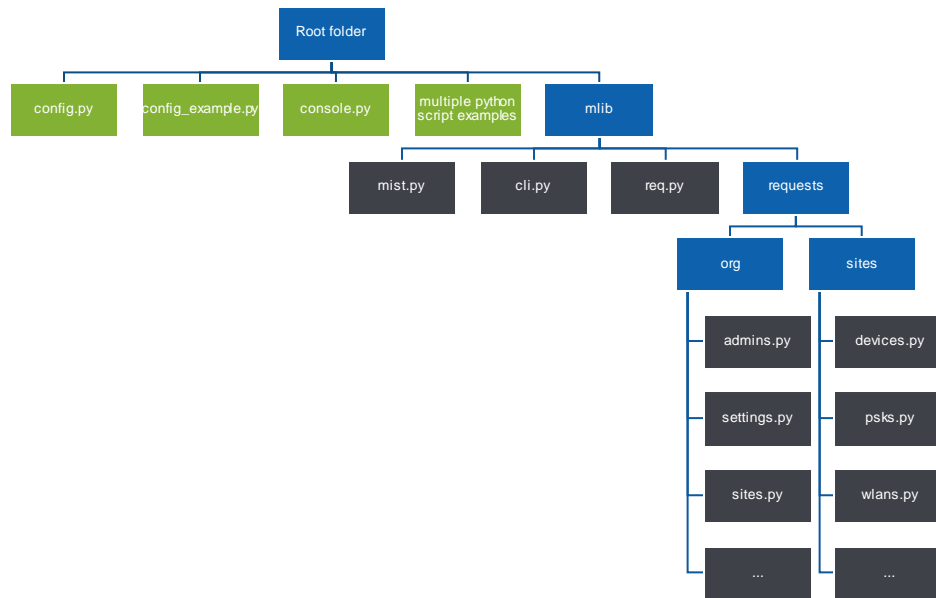 Root folder
config.py
config_example.py
console.py
multiple python
script examples
mlib
mist.py
cli.py
req.py
requests
org
sites
admins.py
devices.py
settings.py
psks.py
sites.py
wlans.py
...
...